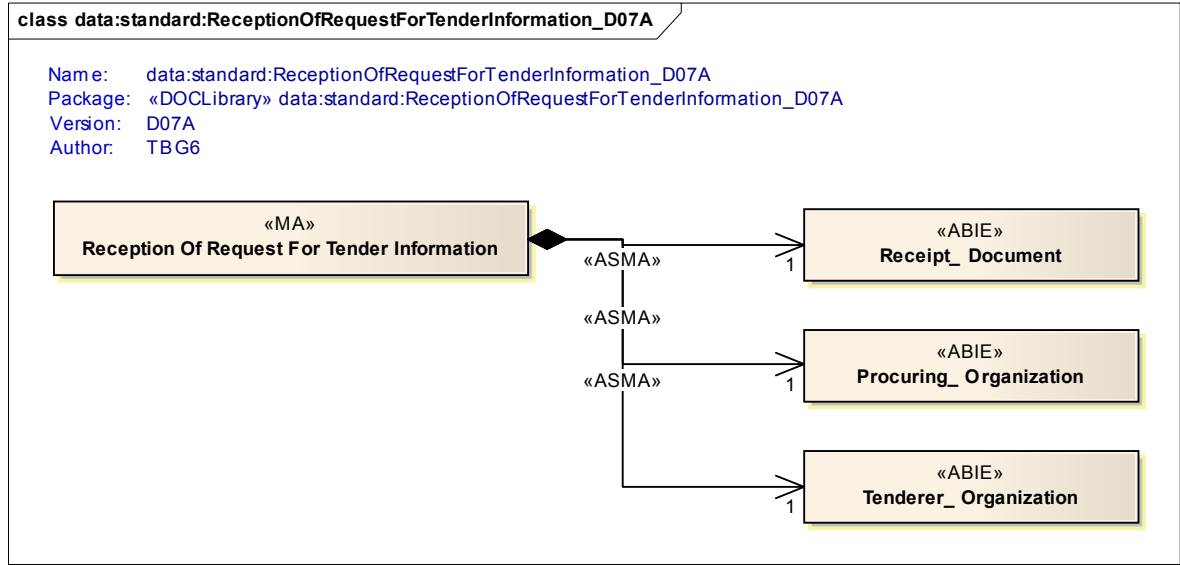 class data:standard:ReceptionOfRequestForTenderInformation_D07A
Name: data:standard:ReceptionOfRequestForTenderInformation_D07A
Package: «DOCLibrary» data:standard:ReceptionOfRequestForTenderInformation_D07A
Version: D07A
Author: TBG6
«MA»
Reception Of Request For Tender Information
«ASMA»
1
«ABIE»
Receipt_ Document
«ASMA»
1
«ABIE»
Procuring_ Organization
«ASMA»
1
«ABIE»
Tenderer_ Organization